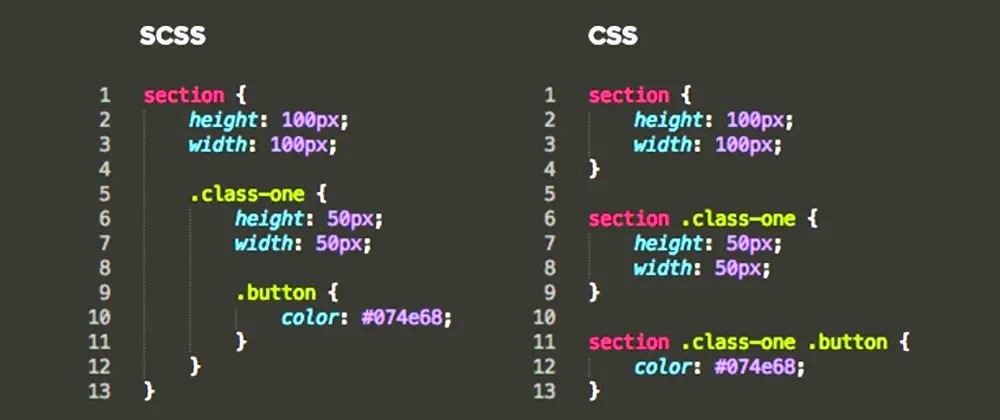 SCSS
1 section {
2     height: 100px;
3     width: 100px;
4
5     .class-one {
6         height: 50px;
7         width: 50px;
8
9         .button {
10             color: #074e68;
11         }
12     }
13 }
CSS
1 section {
2     height: 100px;
3     width: 100px;
4 }
5
6 section .class-one {
7     height: 50px;
8     width: 50px;
9 }
10
11 section .class-one .button {
12     color: #074e68;
13 }